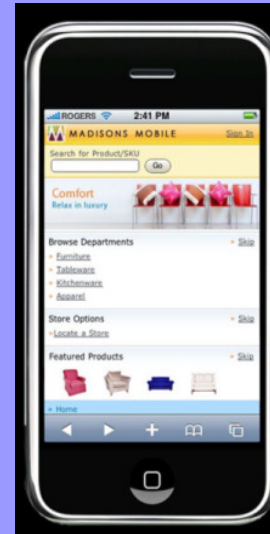 ROGERS 2:41 PM
MADISONS MOBILE Sign In
Search for Product/SKU
Go
Comfort
Relax in luxury
Browse Departments Skip
Furniture
Tableware
Kitchenware
Apparel
Store Options Skip
Locate a Store
Featured Products Skip
Home